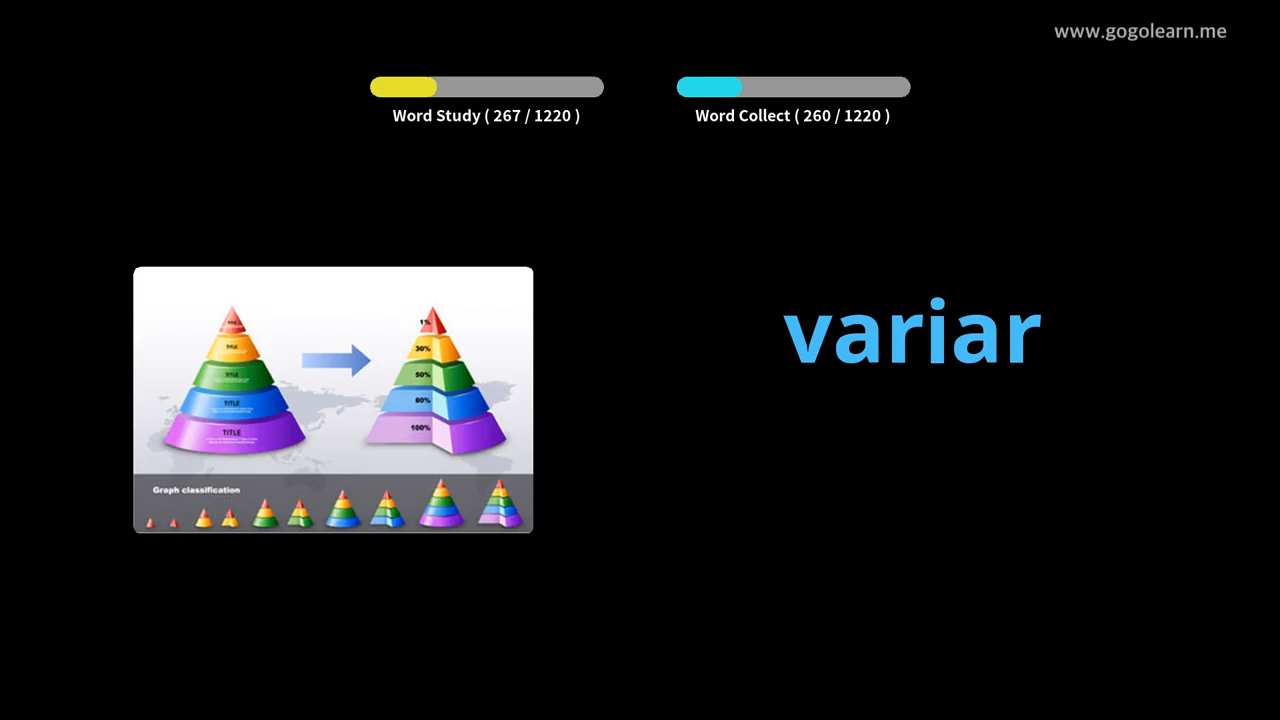 www.gogolearn.me
Word Study ( 267 / 1220 )
Word Collect ( 260 / 1220 )
variar
TITLE
TITLE
TITLE
TITLE
1%
30%
50%
80%
100%
Graph classification